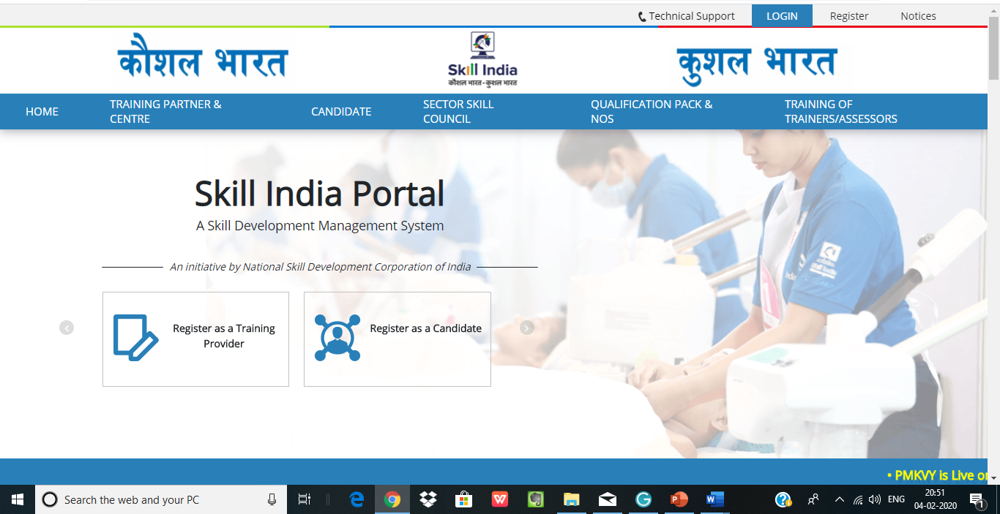 Technical Support
LOGIN
Register
Notices
कौशल भारत
Skill India
कौशल भारत - कुशल भारत
कुशल भारत
HOME
TRAINING PARTNER &
CENTRE
CANDIDATE
SECTOR SKILL
COUNCIL
QUALIFICATION PACK &
NOS
TRAINING OF
TRAINERS/ASSESSORS
Skill India Portal
A Skill Development Management System
An initiative by National Skill Development Corporation of India
Register as a Training
Provider
Register as a Candidate
• PMKVY is Live on
Search the web and your PC
ENG
20:51
04-02-2020
1